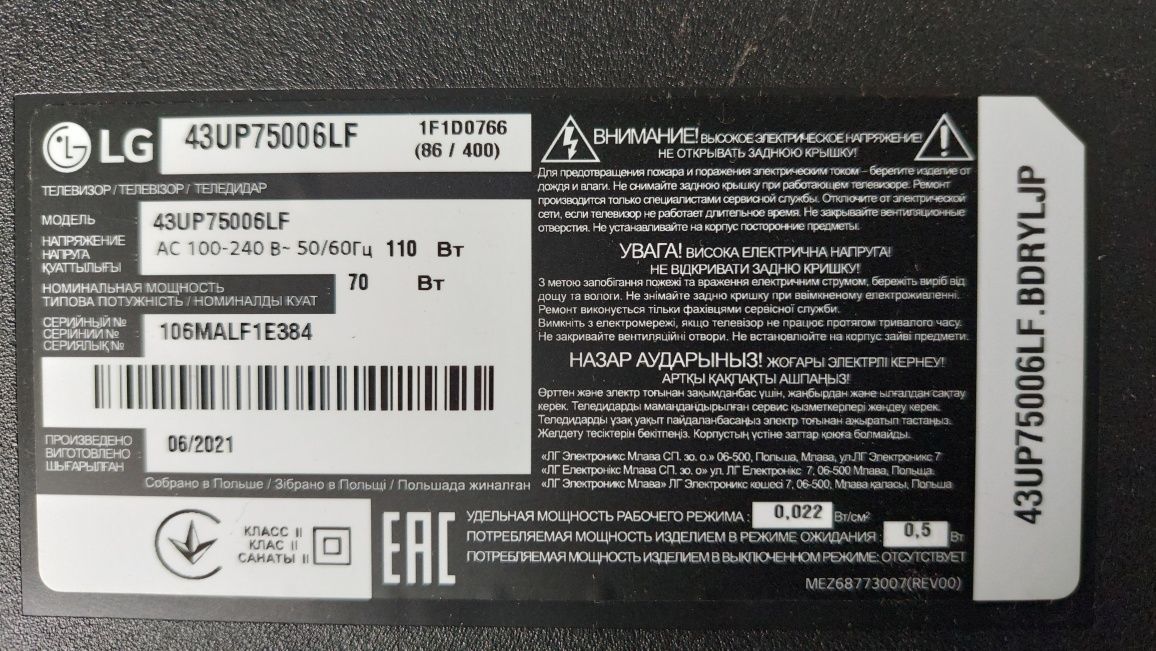 LG
43UP75006LF
1F1D0766
(86 / 400)
ТЕЛЕВИЗОР / ТЕЛЕВІЗОР / ТЕЛЕДИДАР
МОДЕЛЬ
43UP75006LF
НАПРЯЖЕНИЕ
НАПРУГА
ҚУАТТЫЛЫҒЫ
AC 100-240 В~ 50/60Гц 110 Вт
НОМИНАЛЬНАЯ МОЩНОСТЬ
ТИПОВА ПОТУЖНІСТЬ / НОМИНАЛДЫ КУАТ
70 Вт
СЕРИЙНЫЙ №
СЕРІЙНИЙ №
СЕРИЯЛЫҚ №
106MALF1E384
ПРОИЗВЕДЕНО
ВИГОТОВЛЕНО
ШЫҒАРЫЛҒАН
06/2021
Собрано в Польше / Зібрано в Польщі / Польшада жиналған
КЛАСС II
КЛАС II
САНАТЫ II
ВНИМАНИЕ! ВЫСОКОЕ ЭЛЕКТРИЧЕСКОЕ НАПРЯЖЕНИЕ!
НЕ ОТКРЫВАТЬ ЗАДНЮЮ КРЫШКУ!
Для предотвращения пожара и поражения электрическим током – берегите изделие от
дождя и влаги. Не снимайте заднюю крышку при работающем телевизоре. Ремонт
производится только специалистами сервисной службы. Отключите от электрической
сети, если телевизор не работает длительное время. Не закрывайте вентиляционные
отверстия. Не устанавливайте на корпус посторонние предметы.
УВАГА! ВИСОКА ЕЛЕКТРИЧНА НАПРУГА!
НЕ ВІДКРИВАТИ ЗАДНЮ КРИШКУ!
З метою запобігання пожежі та враження електричним струмом, бережіть виріб від
дощу та вологи. Не знімайте задню кришку при ввімкненому електроживленні.
Ремонт виконується тільки фахівцями сервісної служби.
Вимкніть з електромережі, якщо телевізор не працює протягом тривалого часу.
Не закривайте вентиляційні отвори. Не встановлюйте на корпус зайві предмети.
НАЗАР АУДАРЫНЫЗ! ЖОҒАРЫ ЭЛЕКТРЛІ КЕРНЕУ!
АРТҚЫ ҚАҚПАҚТЫ АШПАҢЫЗ!
Өрттен және электр тоғынан зақымданбас үшін, жаңбырдан және ылғалдан сақтау
керек. Теледидарды мамандандырылған сервис қызметкерлері жөндеу керек.
Теледидарды ұзақ уақыт пайдаланбасаңыз электр тоғынан ажыратып тастаңыз.
Желдету тесіктерін бекітпеңіз. Корпустың үстіне заттар қоюға болмайды.
«ЛГ Электроникс Млава СП. зо. о.» 06-500, Польша, Млава, ул.ЛГ Электроникс 7
«ЛГ Електронікс Млава СП. зо. о» ул. ЛГ Електронікс 7, 06-500 Млава, Польща.
«ЛГ Электроникс Млава» ЛГ Электроникс көшесі 7, 06-500, Млава қаласы, Польша
EAC
УДЕЛЬНАЯ МОЩНОСТЬ РАБОЧЕГО РЕЖИМА : 0,022 Вт/см²
ПОТРЕБЛЯЕМАЯ МОЩНОСТЬ ИЗДЕЛИЕМ В РЕЖИМЕ ОЖИДАНИЯ : 0,5 Вт
ПОТРЕБЛЯЕМАЯ МОЩНОСТЬ ИЗДЕЛИЕМ В ВЫКЛЮЧЕННОМ РЕЖИМЕ: ОТСУТСТВУЕТ
MEZ68773007(REV00)
43UP75006LF.BDRYLJP